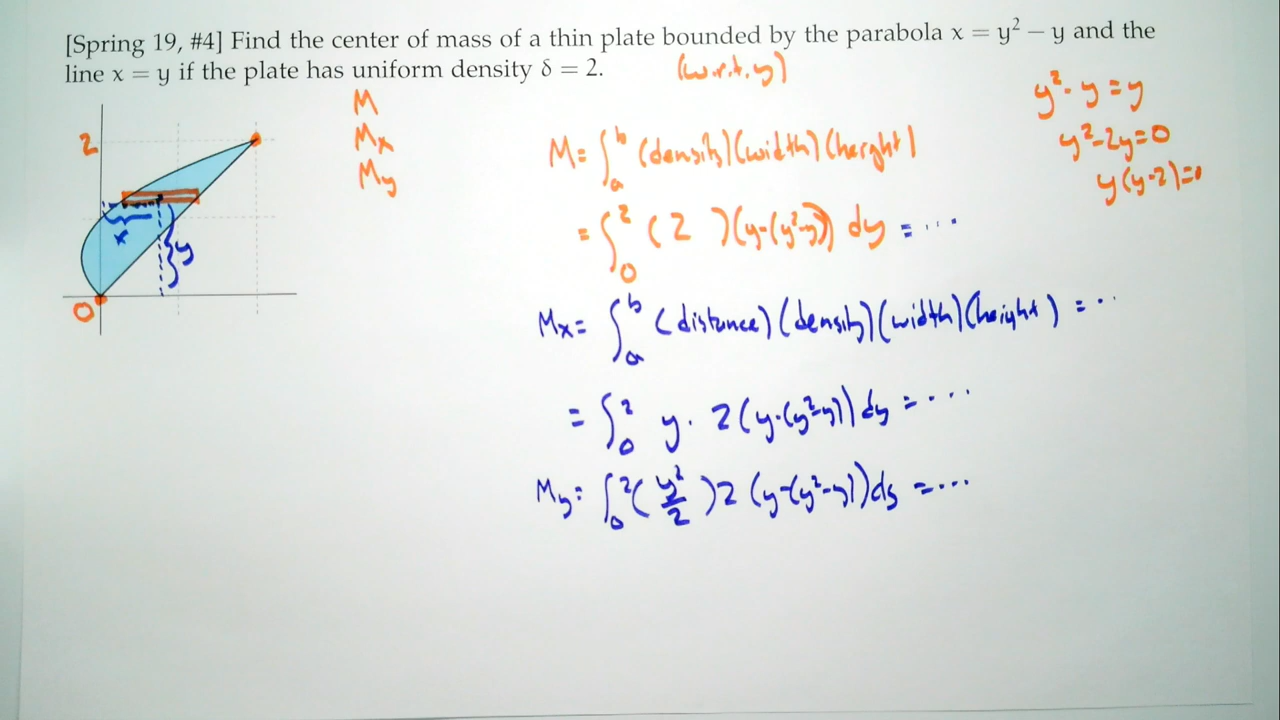 [Spring 19, #4] Find the center of mass of a thin plate bounded by the parabola x = y² − y and the
line x = y if the plate has uniform density δ = 2.
(w.r.t. y)
M
Mx
My
2
x
y
0
y² - y = y
y² - 2y = 0
y(y - 2) = 0
M = ∫ₐᵇ (density)(width)(height)
= ∫₀² (2)(y-(y²-y)) dy = ...
Mx = ∫ₐᵇ (distance)(density)(width)(height) = ..
= ∫₀² y · 2(y-(y²-y)) dy = ...
My = ∫₀² (y²/2) 2 (y-(y²-y)) dy = ...